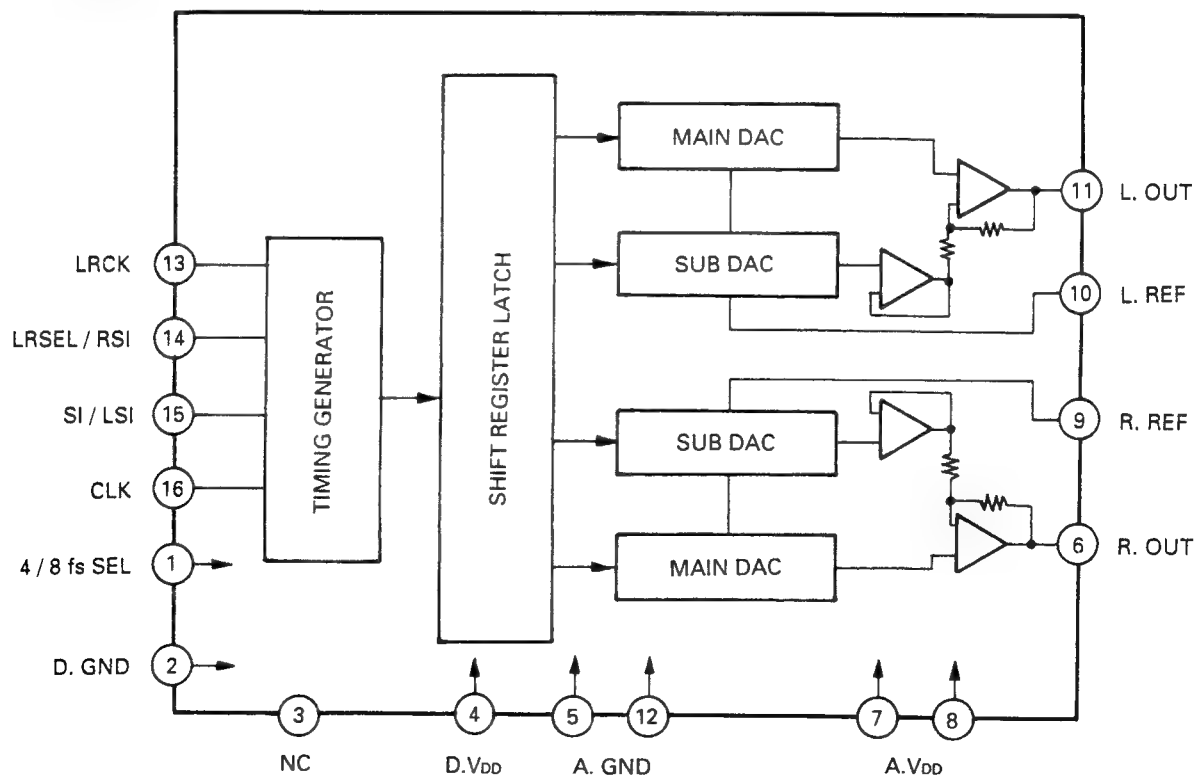 MAIN DAC
11 L. OUT
LRCK 13
SUB DAC
10 L. REF
LRSEL / RSI 14
TIMING GENERATOR
SHIFT REGISTER LATCH
SI / LSI 15
SUB DAC
9 R. REF
CLK 16
4 / 8 fs SEL 1
MAIN DAC
6 R. OUT
D. GND 2
3 4 5 12 7 8
NC D.VDD A. GND A.VDD